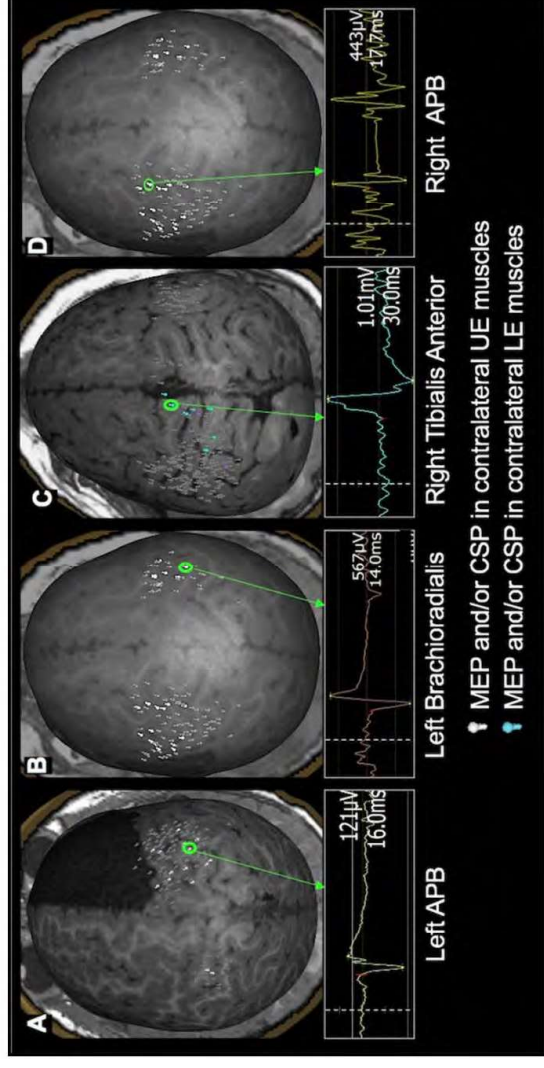 A
B
C
D
121µV
16.0ms
567µV
14.0ms
1.01mV
30.0ms
443µV
17.7ms
Left APB
Left Brachioradialis
Right Tibialis Anterior
Right APB
MEP and/or CSP in contralateral UE muscles
MEP and/or CSP in contralateral LE muscles